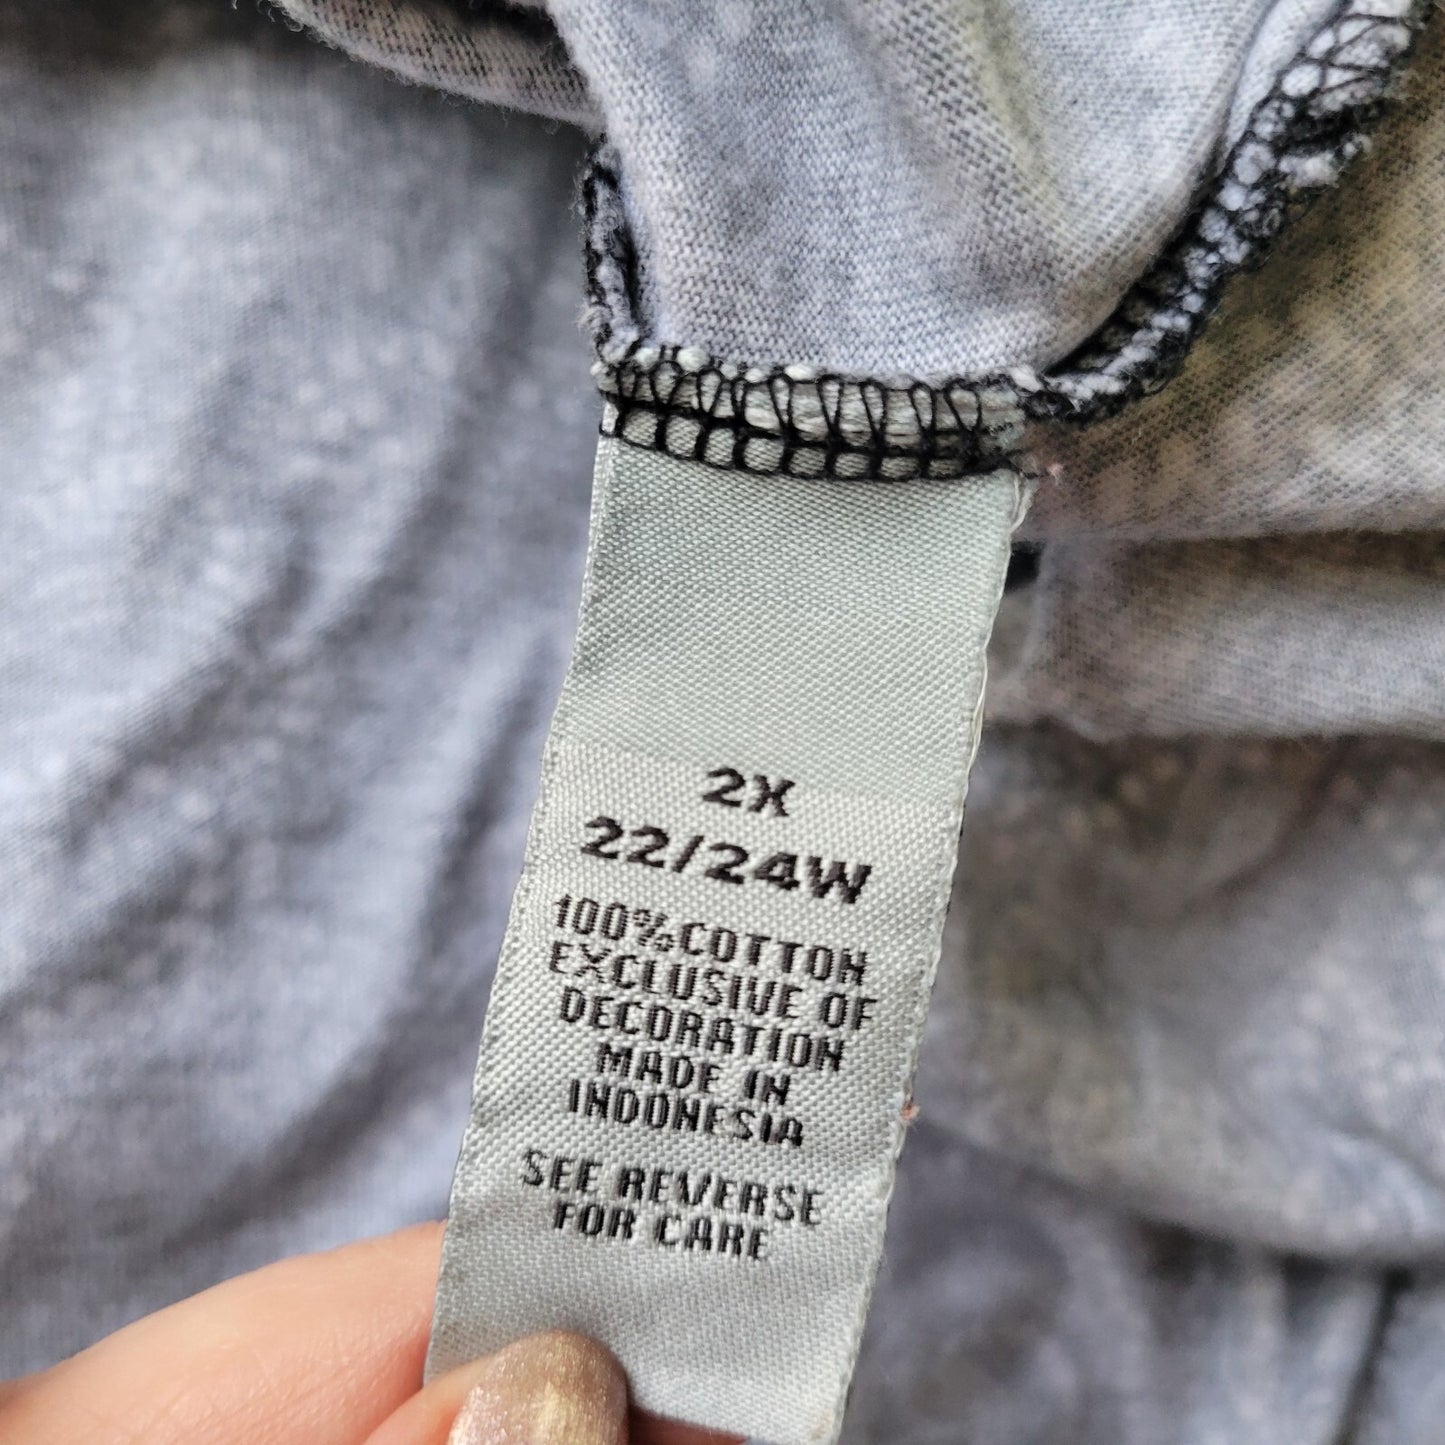 2X
22/24W
100% COTTON
EXCLUSIVE OF
DECORATION
MADE IN
INDONESIA
SEE REVERSE
FOR CARE